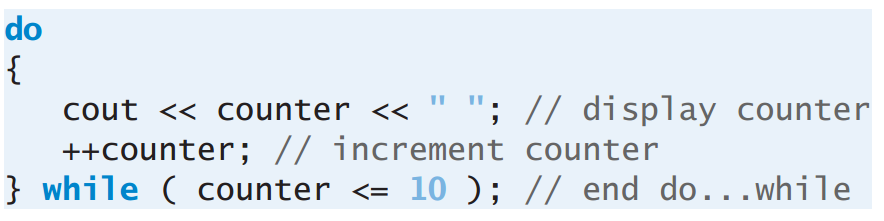 do
{
   cout << counter << " "; // display counter
   ++counter; // increment counter
} while ( counter <= 10 ); // end do...while